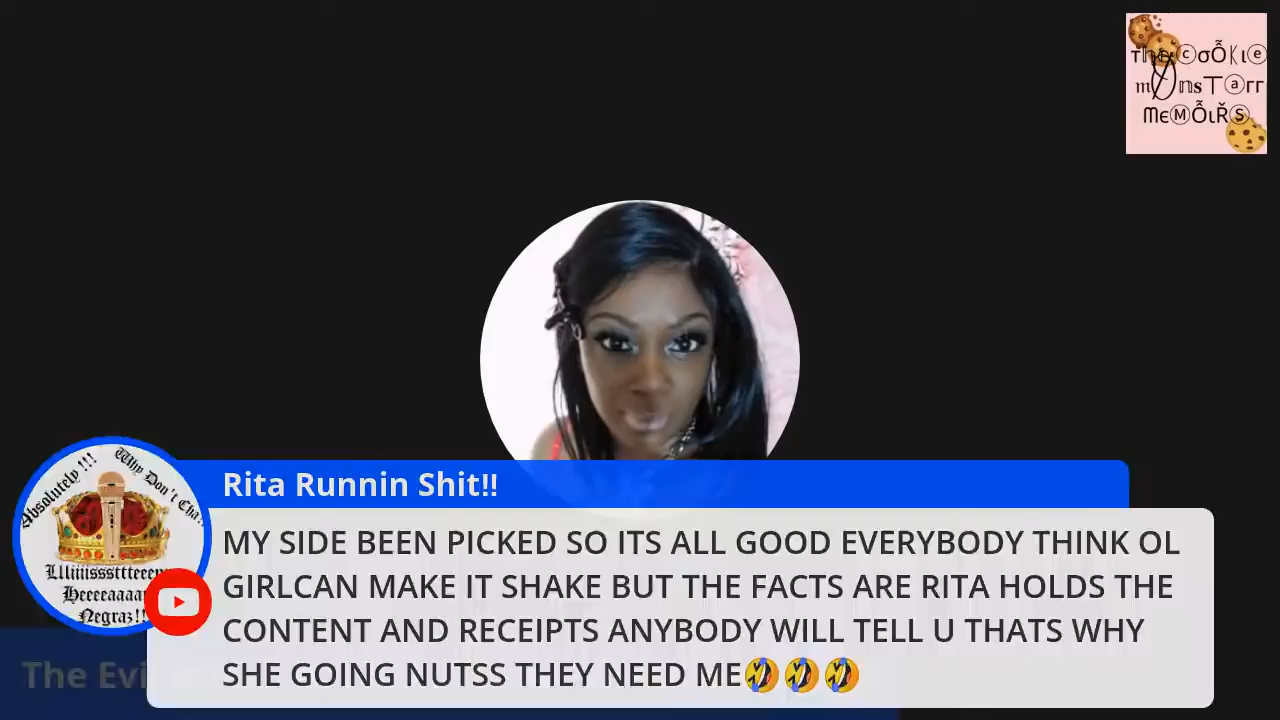 The CoOKie
mOnsTarr
MeMOiRS
Absolutely !!!
Why Don't Cha??
Rita Runnin Shit!!
MY SIDE BEEN PICKED SO ITS ALL GOOD EVERYBODY THINK OL
GIRLCAN MAKE IT SHAKE BUT THE FACTS ARE RITA HOLDS THE
CONTENT AND RECEIPTS ANYBODY WILL TELL U THATS WHY
SHE GOING NUTSS THEY NEED ME🤣🤣🤣
Negraz!!
The Evi